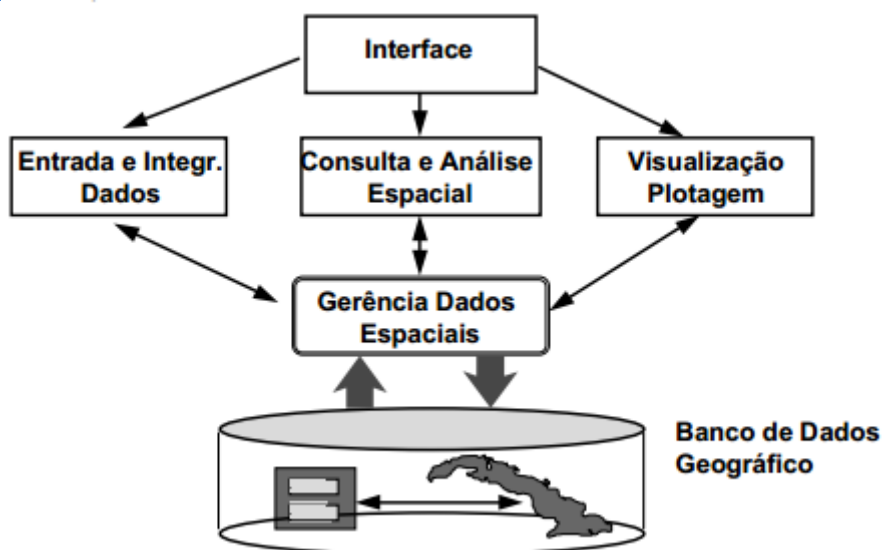 Interface
Entrada e Integr.
Dados
Consulta e Análise
Espacial
Visualização
Plotagem
Gerência Dados
Espaciais
Banco de Dados
Geográfico